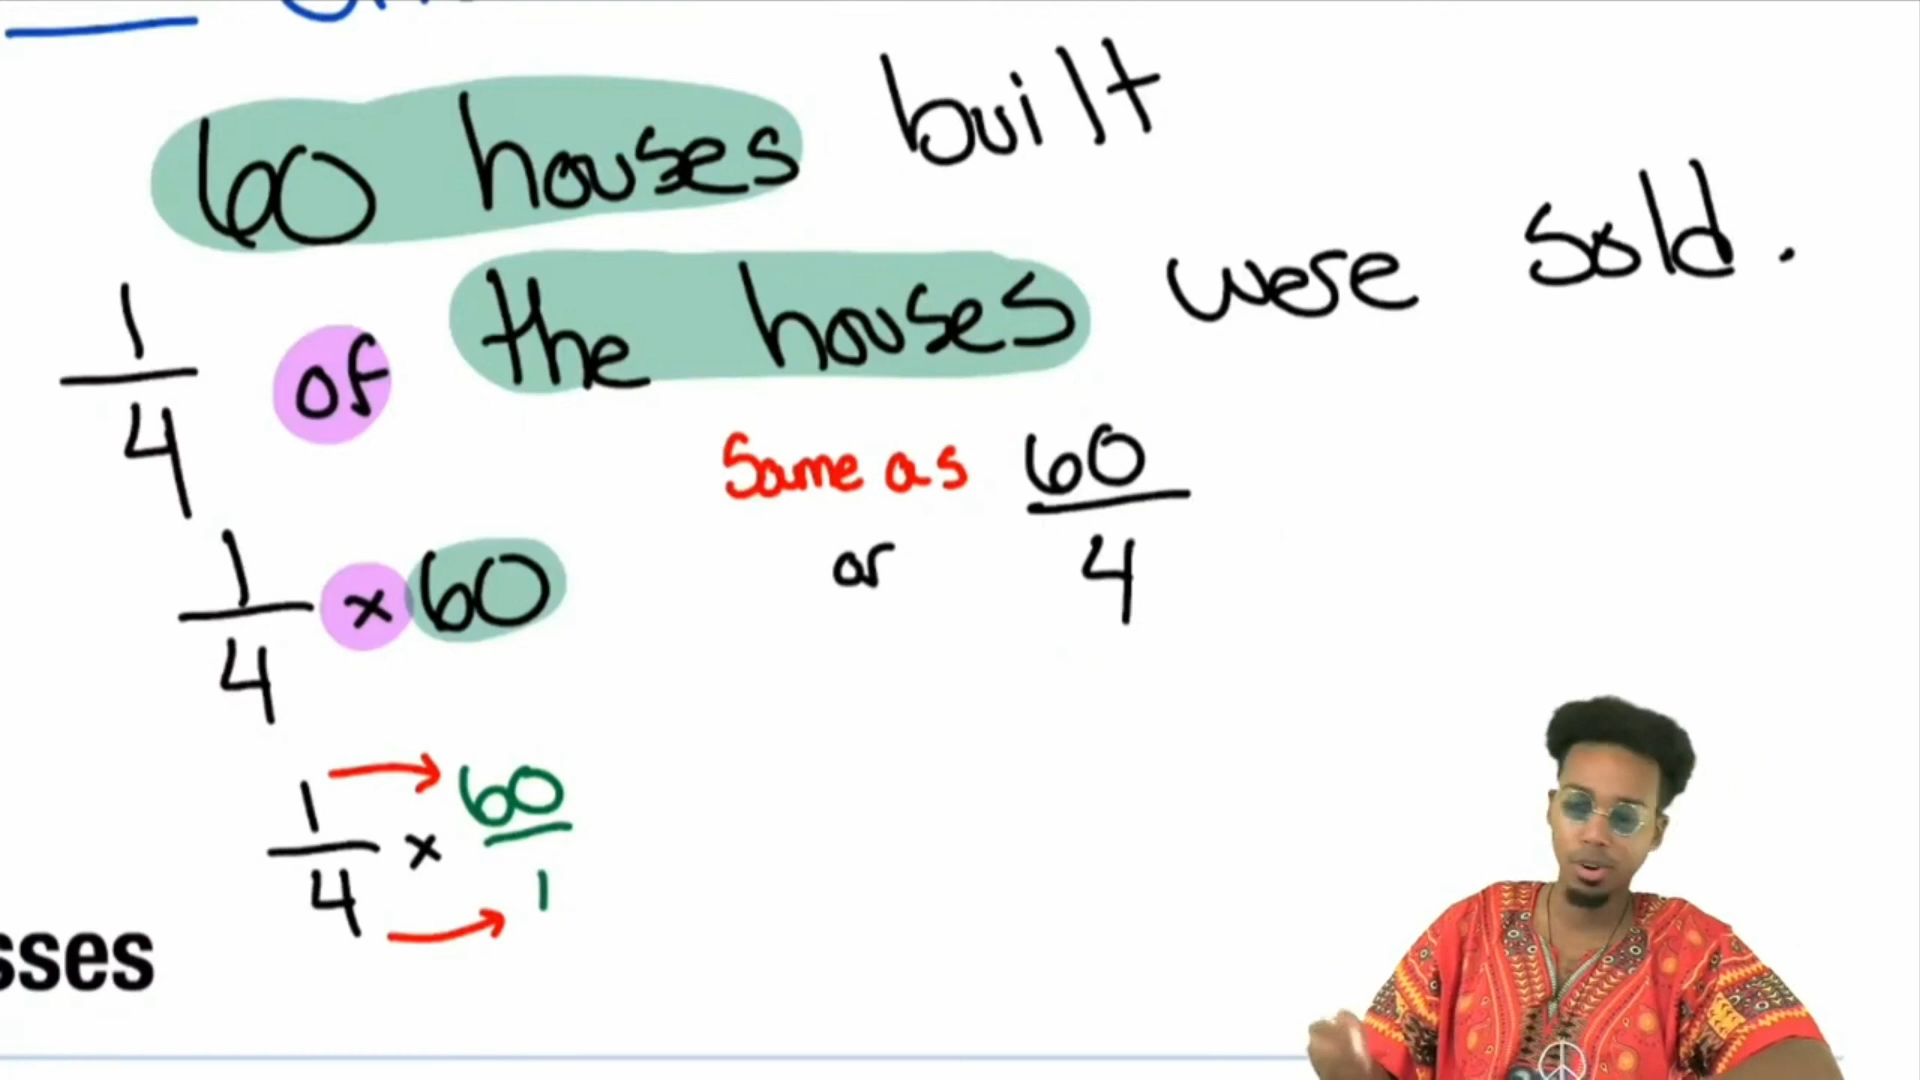 60 houses built
1/4 of the houses were sold.
same as 60/4
or
1/4 × 60
1/4 × 60/1
sses